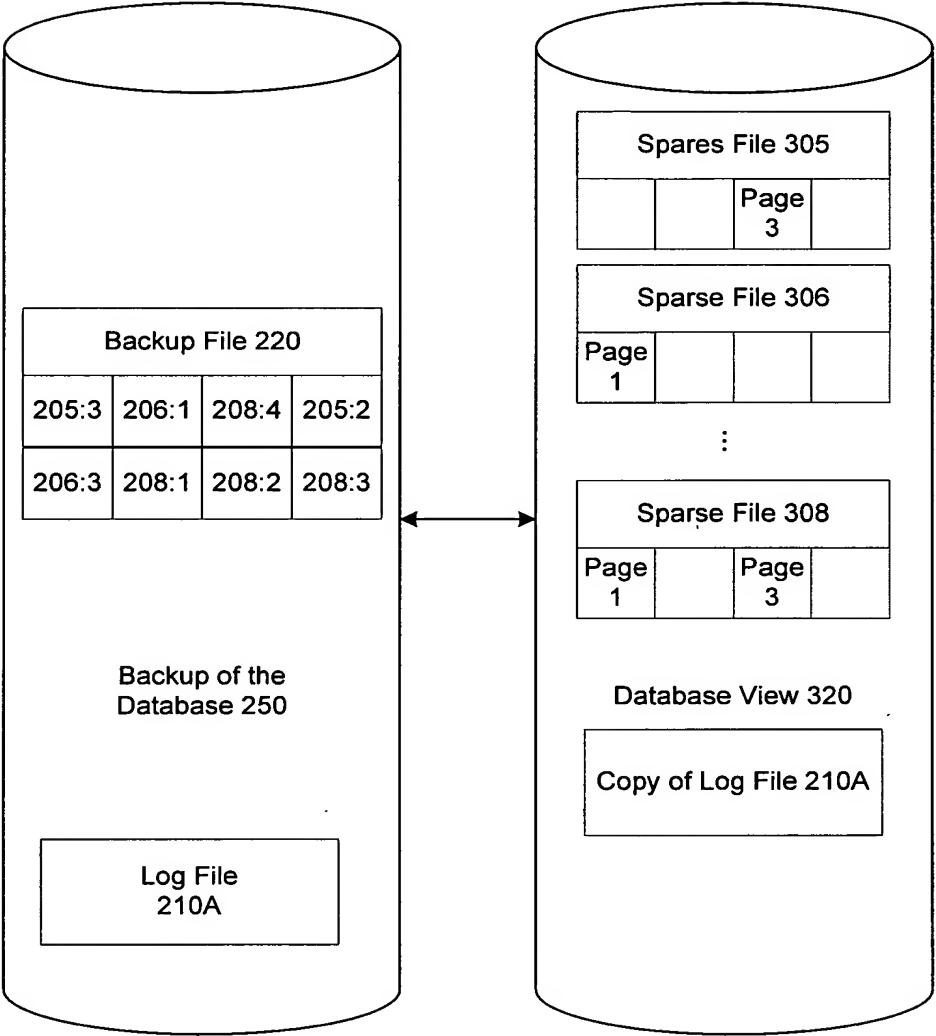 Backup File 220
205:3 206:1 208:4 205:2
206:3 208:1 208:2 208:3
Backup of the
Database 250
Log File
210A
Spares File 305
Page
3
Sparse File 306
Page
1
⋮
Sparse File 308
Page Page
1 3
Database View 320
Copy of Log File 210A